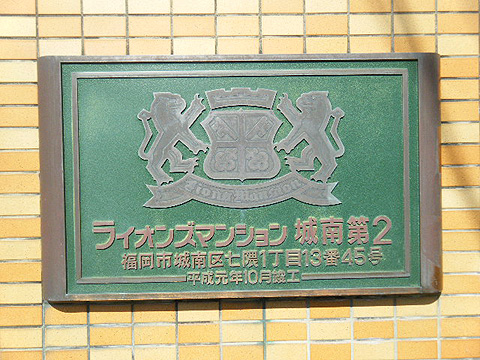 Lions Mansion
ライオンズマンション 城南第2
福岡市城南区七隈1丁目13番45号
平成元年10月竣工